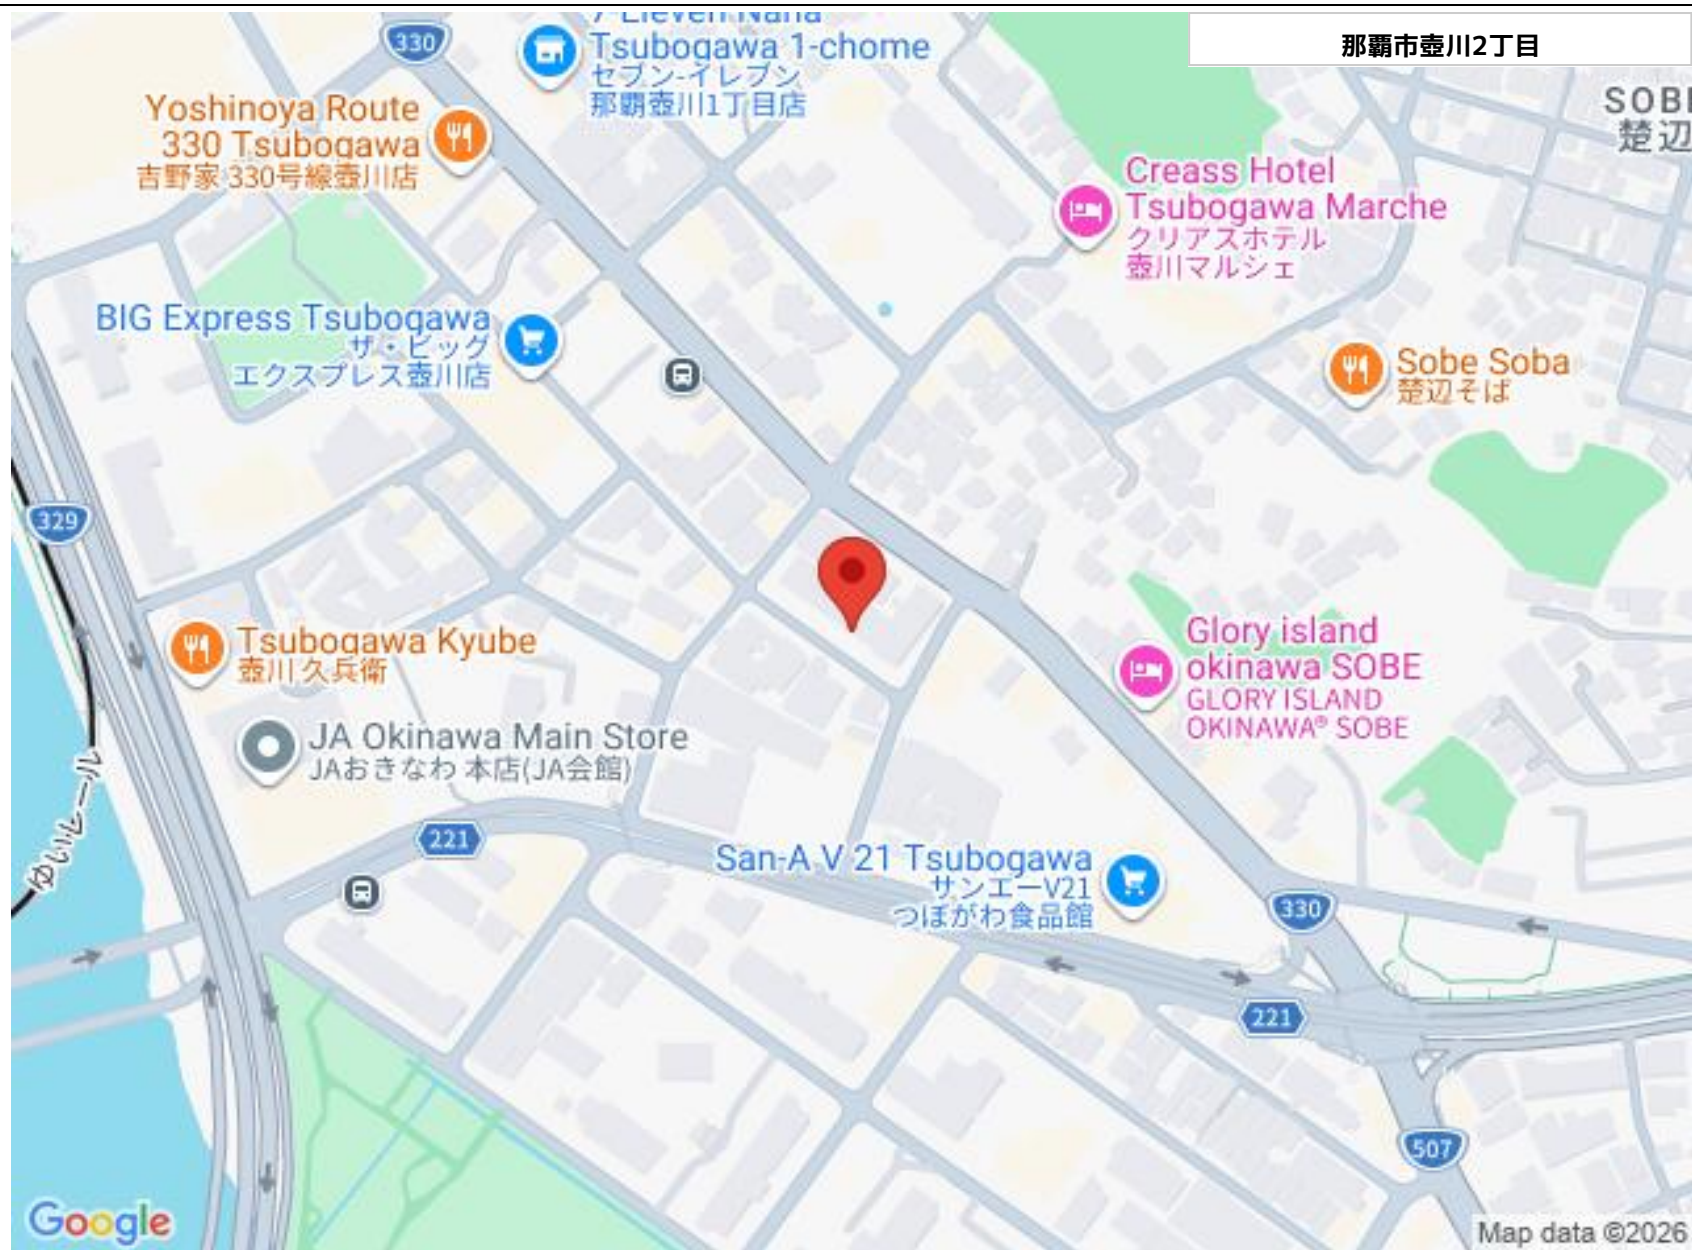 那覇市壺川2丁目
330
7-Eleven Naha
Tsubogawa 1-chome
セブン-イレブン
那覇壺川1丁目店
Yoshinoya Route
330 Tsubogawa
吉野家 330号線壺川店
SOBE
楚辺
Creass Hotel
Tsubogawa Marche
クリアスホテル
壺川マルシェ
BIG Express Tsubogawa
ザ・ビッグ
エクスプレス壺川店
Sobe Soba
楚辺そば
329
Tsubogawa Kyube
壺川 久兵衛
Glory island
okinawa SOBE
GLORY ISLAND
OKINAWA® SOBE
JA Okinawa Main Store
JAおきなわ 本店(JA会館)
ゆいレール
221
San-A V 21 Tsubogawa
サンエーV21
つぼがわ食品館
330
221
507
Google
Map data ©2026